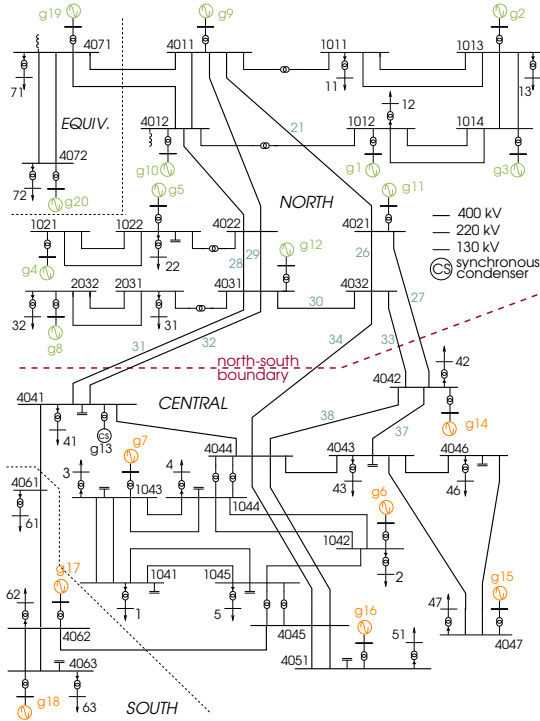 g19
g9
g2
4071
4011
1011
1013
71
11
13
12
EQUIV.
4012
21
1012
1014
4072
g10
g1
g3
72
g20
g5
NORTH
g11
1021
1022
4022
4021
400 kV
220 kV
130 kV
CS synchronous
condenser
g4
22
29
28
g12
26
2032
2031
4031
4032
27
32
g8
31
30
31
32
34
33
north-south
boundary
42
4042
4041
CENTRAL
g14
41
CS
g13
38
37
g7
4044
4043
4046
3
4
43
46
4061
1043
1044
g6
61
1042
2
g17
1041
1045
g15
62
1
5
g16
47
51
4062
4045
4047
4063
4051
g18
63
SOUTH